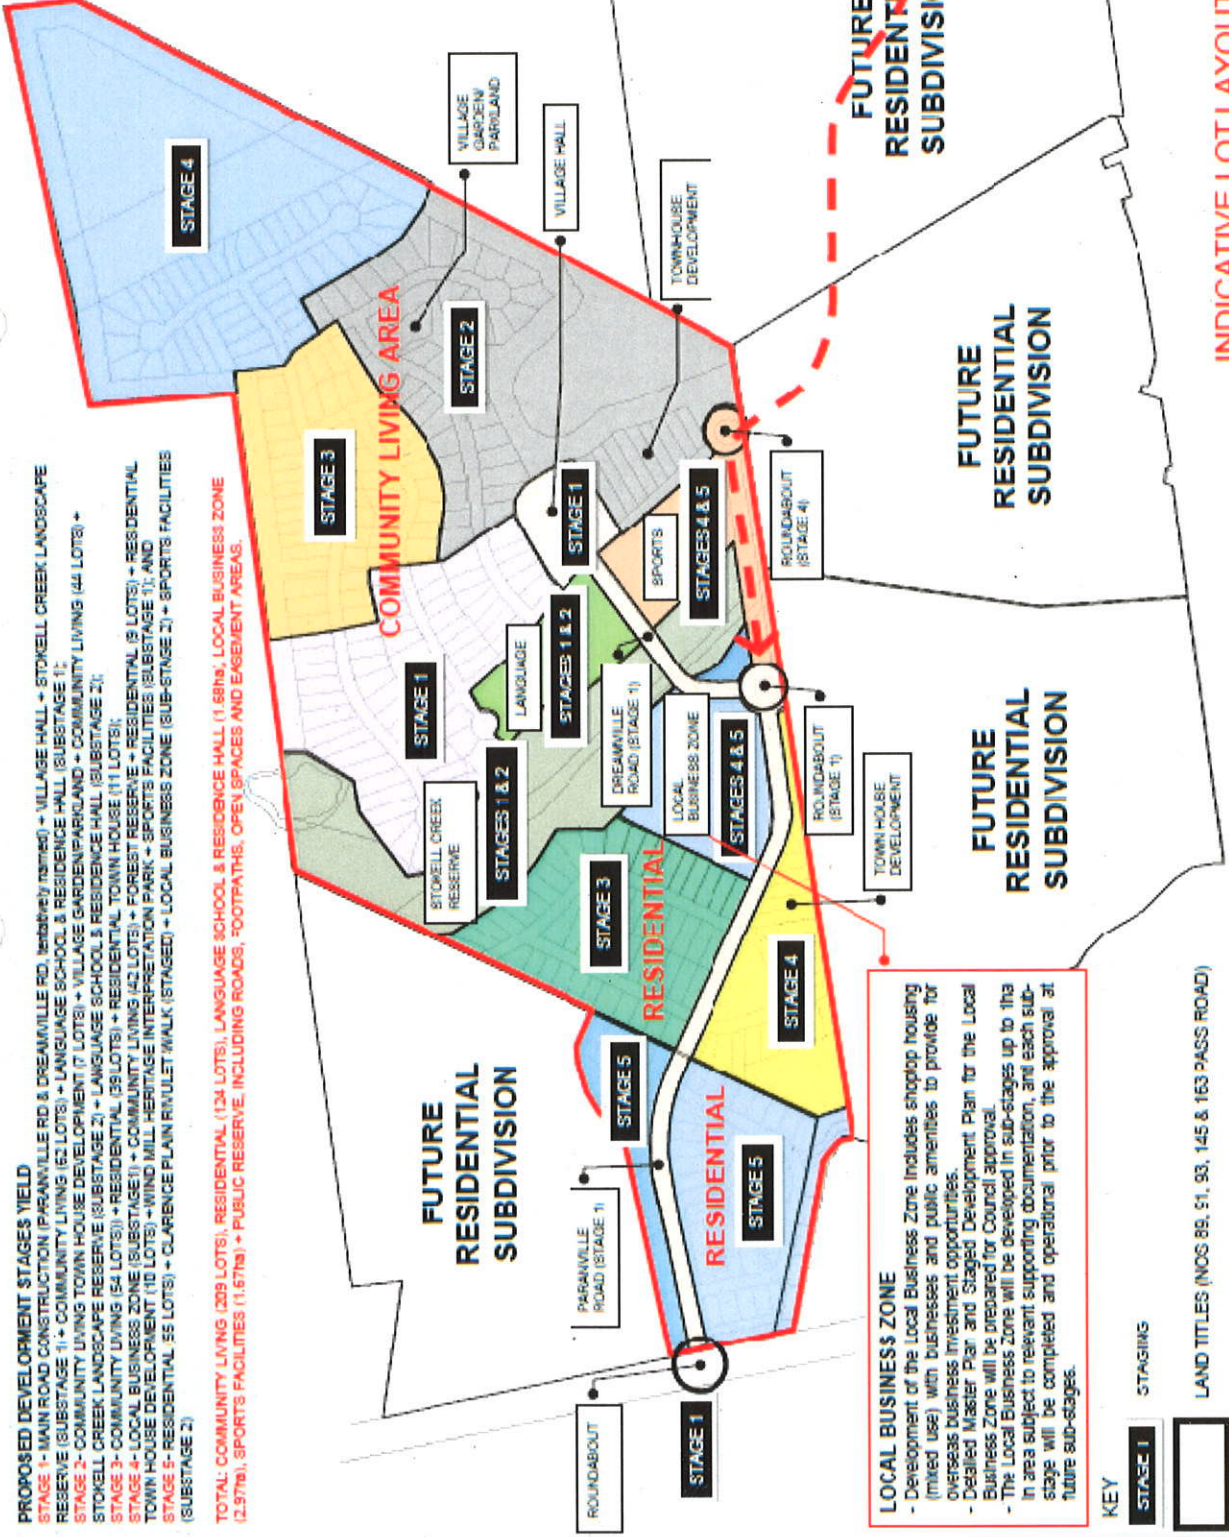 PROPOSED DEVELOPMENT STAGES YIELD
STAGE 1 - MAIN ROAD CONSTRUCTION (PARANVILLE RD & DREAMVILLE RD, tentatively named) + VILLAGE HALL + STOKELL CREEK LANDSCAPE
RESERVE (SUBSTAGE 1) + COMMUNITY LIVING (62 LOTS) + LANGUAGE SCHOOL & RESIDENCE HALL (SUBSTAGE 1);
STAGE 2 - COMMUNITY LIVING TOWN HOUSE DEVELOPMENT (7 LOTS) + VILLAGE GARDEN/PARKLAND + COMMUNITY LIVING (44 LOTS) +
STOKELL CREEK LANDSCAPE RESERVE (SUBSTAGE 2) + LANGUAGE SCHOOL & RESIDENCE HALL (SUBSTAGE 2);
STAGE 3 - COMMUNITY LIVING (54 LOTS)) + RESIDENTIAL (39 LOTS) + RESIDENTIAL TOWN HOUSE (11 LOTS);
STAGE 4 - LOCAL BUSINESS ZONE (SUBSTAGE 1) + COMMUNITY LIVING (42 LOTS) + FOREST RESERVE + RESIDENTIAL (9 LOTS) + RESIDENTIAL
TOWN HOUSE DEVELOPMENT (10 LOTS) + WIND MILL HERITAGE INTERPRETATION PARK + SPORTS FACILITIES (SUBSTAGE 1); AND
STAGE 5 - RESIDENTIAL (55 LOTS) + CLARENCE PLAIN RIVULET WALK (STAGED) + LOCAL BUSINESS ZONE (SUB-STAGE 2) + SPORTS FACILITIES
(SUBSTAGE 2)
TOTAL: COMMUNITY LIVING (209 LOTS), RESIDENTIAL (124 LOTS), LANGUAGE SCHOOL & RESIDENCE HALL (1.68ha), LOCAL BUSINESS ZONE
(2.97ha), SPORTS FACILITIES (1.67ha) + PUBLIC RESERVE, INCLUDING ROADS, FOOTPATHS, OPEN SPACES AND EASEMENT AREAS.
STAGE 4
VILLAGE
GARDEN/
PARKLAND
VILLAGE HALL
TOWNHOUSE
DEVELOPMENT
STAGE 3
COMMUNITY LIVING AREA
STAGE 2
STAGE 1
STAGE 1
SPORTS
STAGES 4 & 5
ROUNDABOUT
(STAGE 4)
LANGUAGE
STAGES 1 & 2
STOKELL CREEK
RESERVE
STAGES 1 & 2
DREAMVILLE
ROAD (STAGE 1)
LOCAL
BUSINESS ZONE
STAGES 4 & 5
ROUNDABOUT
(STAGE 1)
TOWNHOUSE
DEVELOPMENT
STAGE 3
RESIDENTIAL
STAGE 4
STAGE 5
RESIDENTIAL
STAGE 5
PARANVILLE
ROAD (STAGE 1)
ROUNDABOUT
STAGE 1
FUTURE
RESIDENTIAL
SUBDIVISION
FUTURE
RESIDENTIAL
SUBDIVISION
FUTURE
RESIDENTIAL
SUBDIVISION
FUTURE
RESIDENT
SUBDIVISI
LOCAL BUSINESS ZONE
- Development of the Local Business Zone includes shoptop housing
(mixed use) with businesses and public amenities to provide for
overseas business investment opportunities.
- Detailed Master Plan and Staged Development Plan for the Local
Business Zone will be prepared for Council approval.
- The Local Business Zone will be developed in sub-stages up to 1ha
in area subject to relevant supporting documentation, and each sub-
stage will be completed and operational prior to the approval at
future sub-stages.
KEY
STAGE 1 STAGING
LAND TITLES (NOS 89, 91, 93, 145 & 163 PASS ROAD)
INDICATIVE LOT LAYOUT